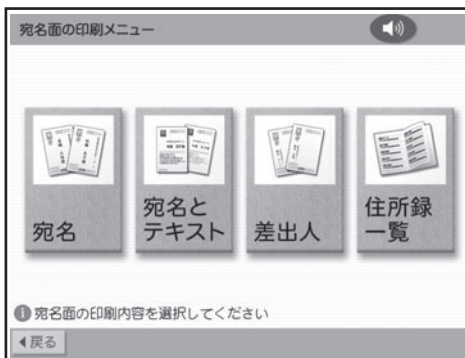 宛名面の印刷メニュー
宛名
宛名と
テキスト
差出人
住所録
一覧
宛名面の印刷内容を選択してください
戻る